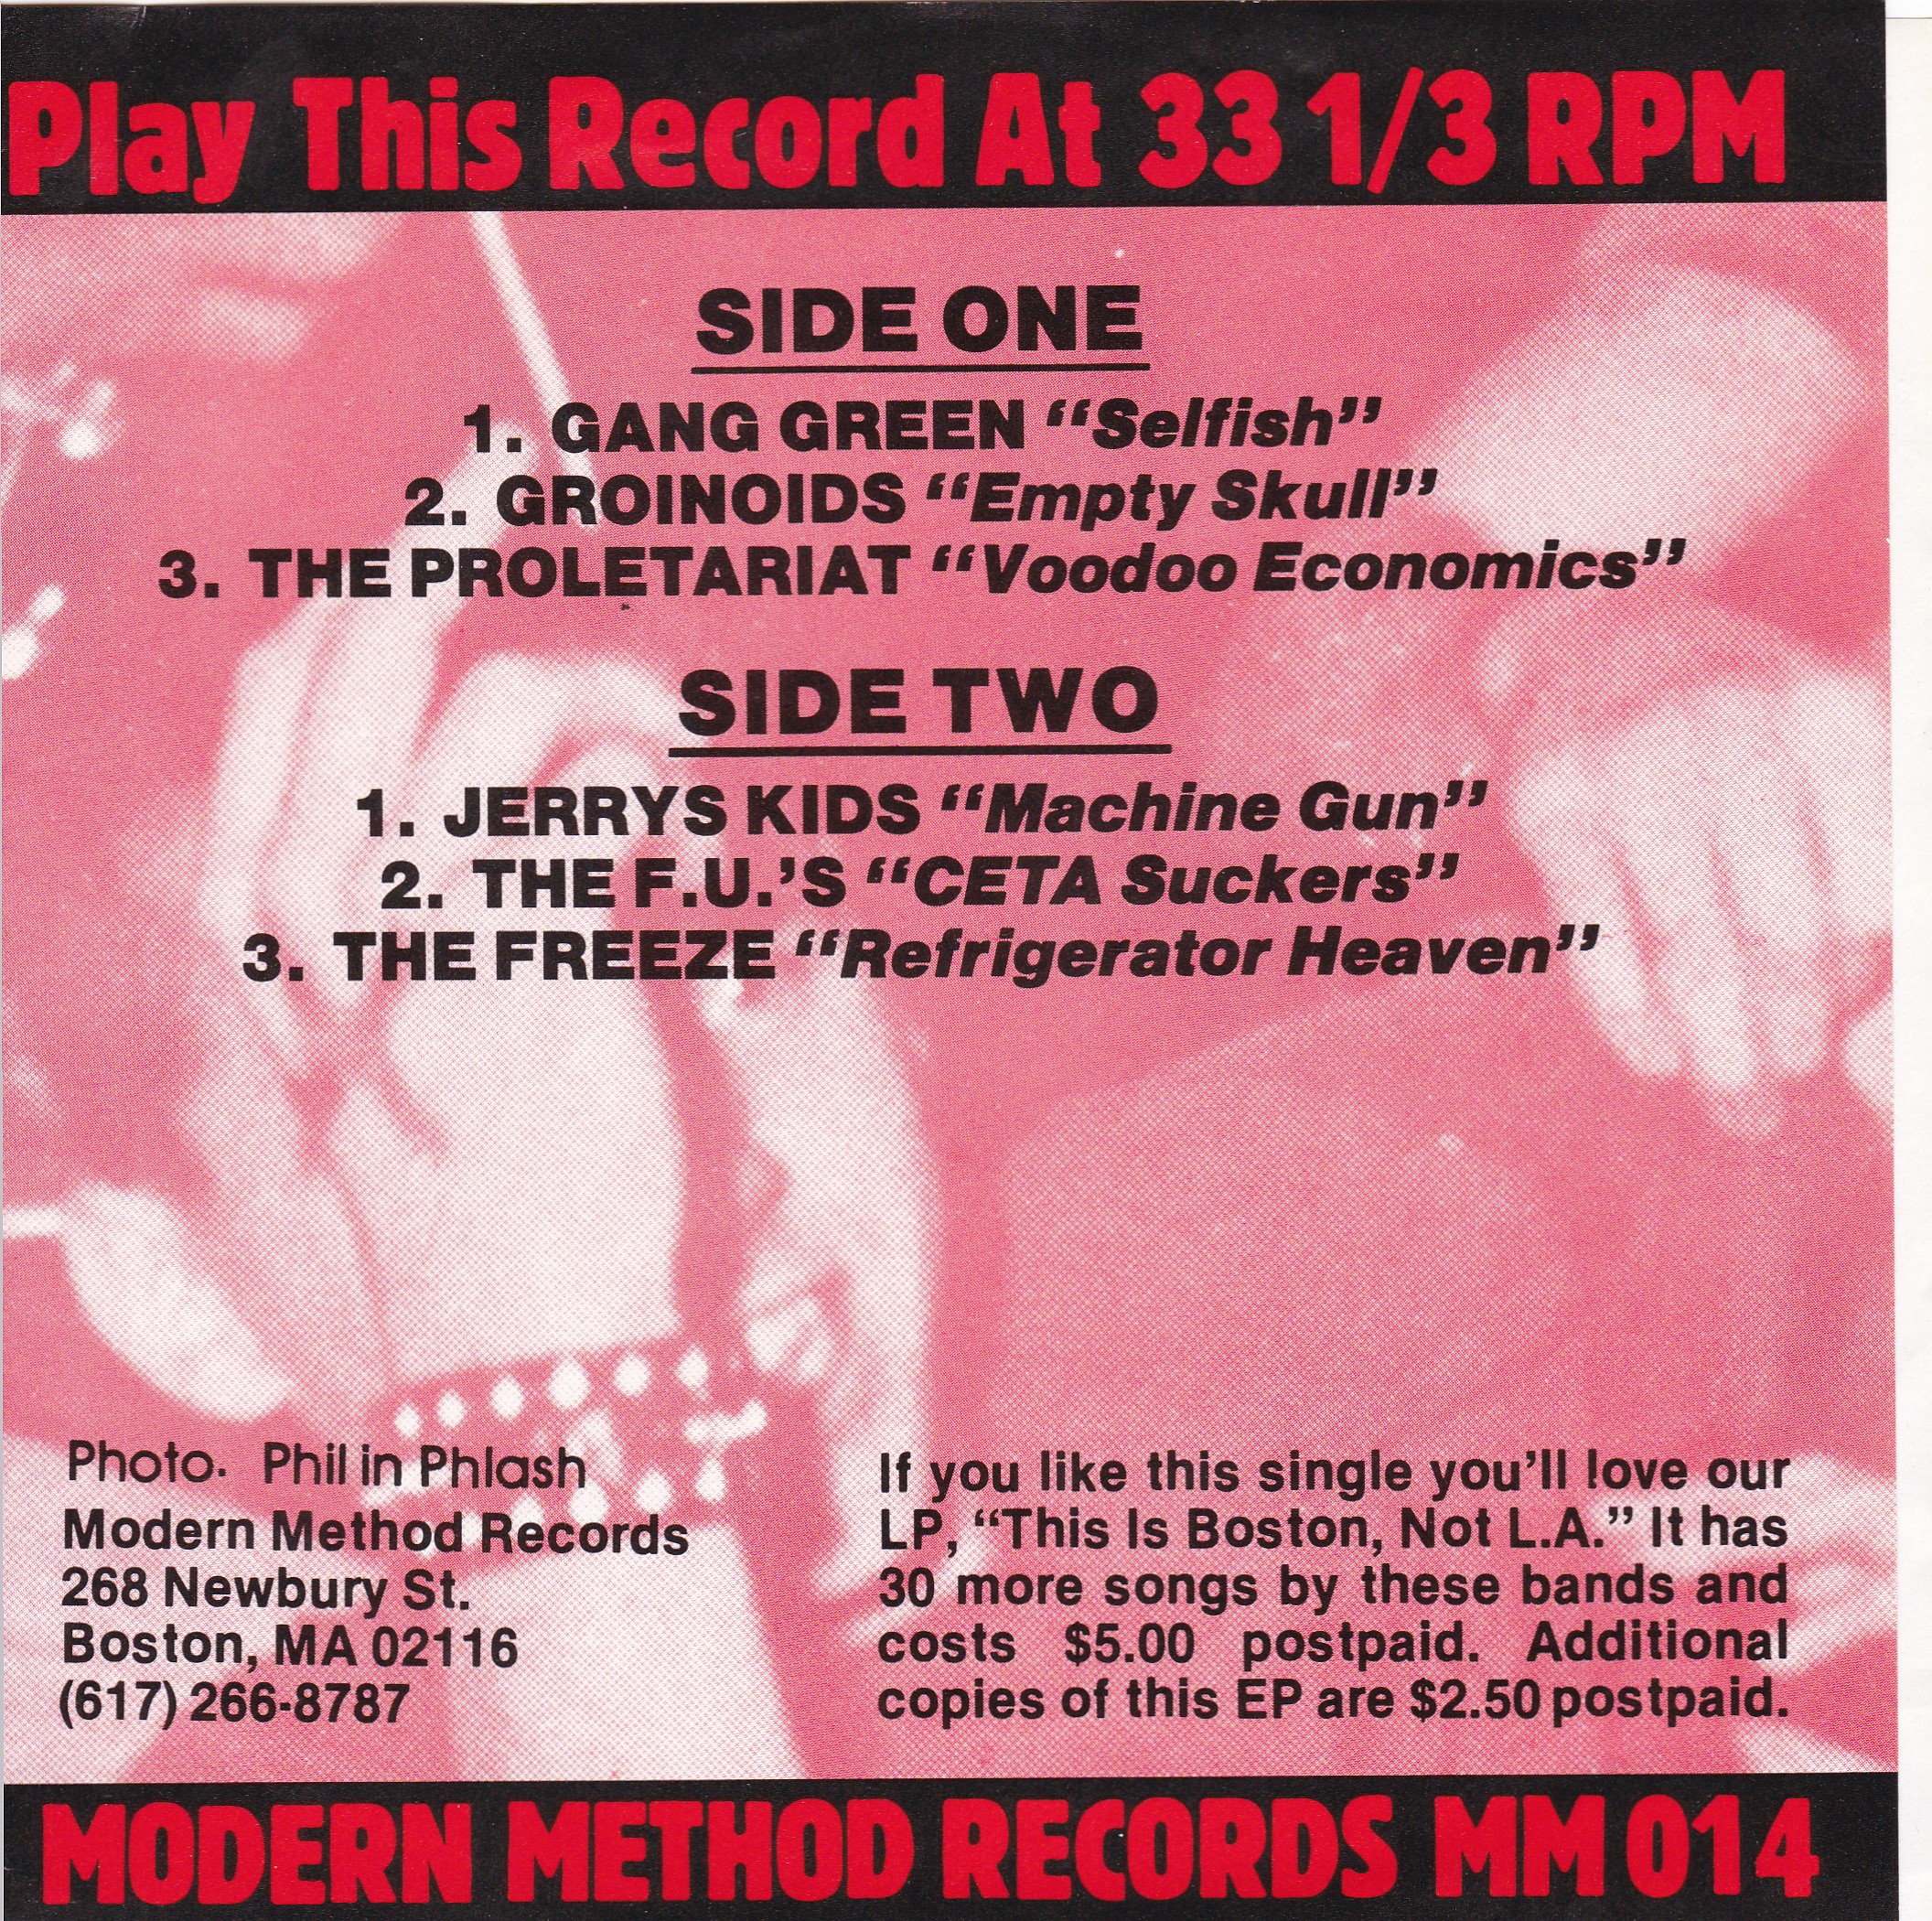 Play This Record At 33 1/3 RPM
SIDE ONE
1. GANG GREEN “Selfish”
2. GROINOIDS “Empty Skull”
3. THE PROLETARIAT “Voodoo Economics”
SIDE TWO
1. JERRYS KIDS “Machine Gun”
2. THE F.U.’S “CETA Suckers”
3. THE FREEZE “Refrigerator Heaven”
Photo. Phil in Phlash
Modern Method Records
268 Newbury St.
Boston, MA 02116
(617) 266-8787
If you like this single you’ll love our
LP, “This Is Boston, Not L.A.” It has
30 more songs by these bands and
costs $5.00 postpaid. Additional
copies of this EP are $2.50 postpaid.
MODERN METHOD RECORDS MM 014